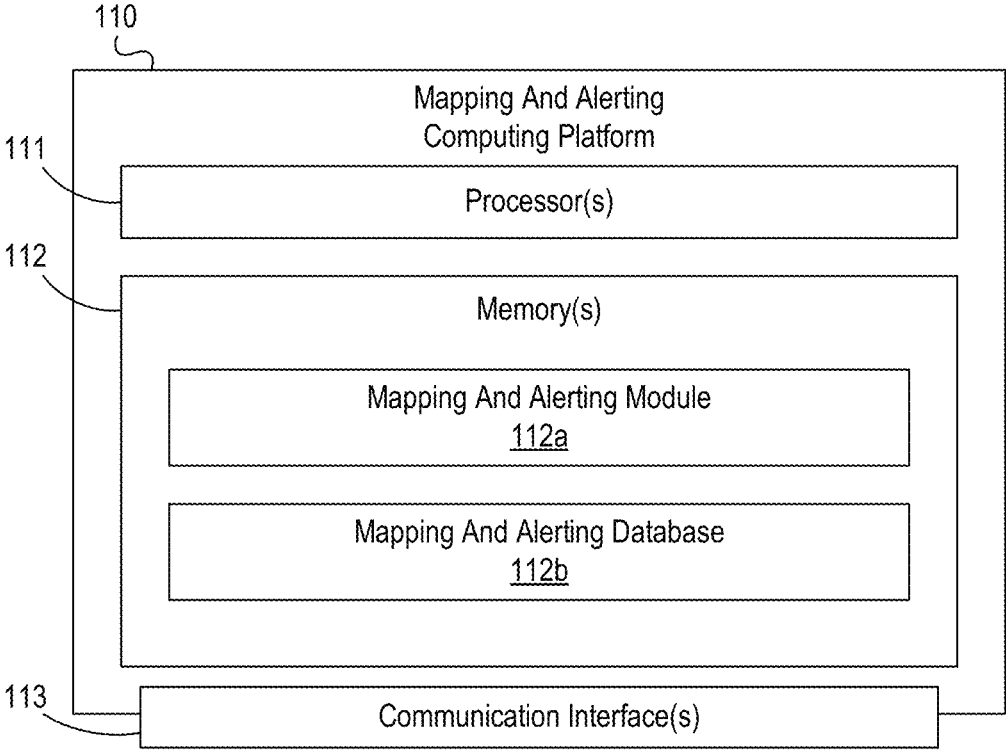 110
Mapping And Alerting
Computing Platform
111
Processor(s)
112
Memory(s)
Mapping And Alerting Module
112a
Mapping And Alerting Database
112b
113
Communication Interface(s)